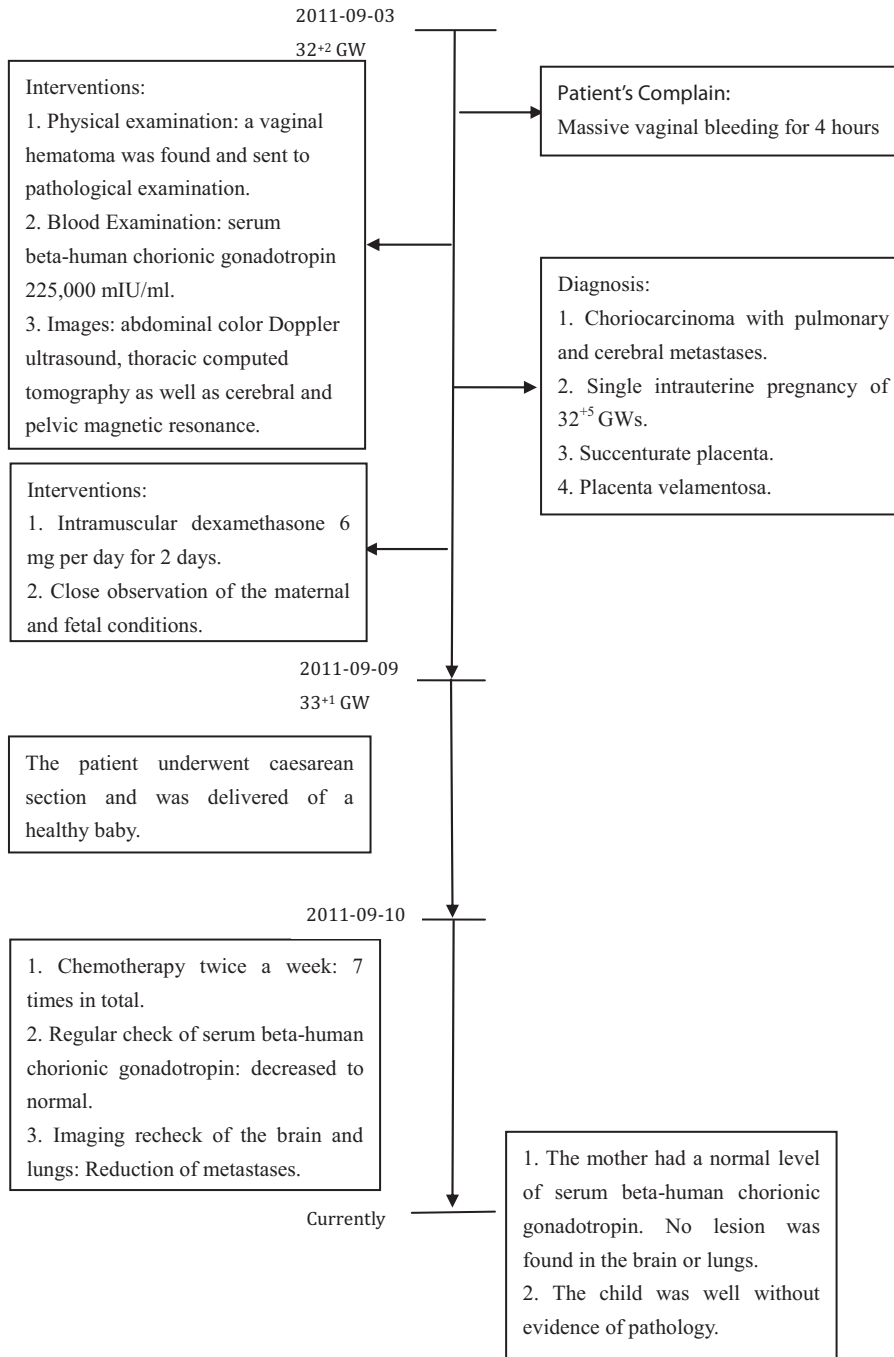 2011-09-03
32+2 GW
Patient's Complain:
Massive vaginal bleeding for 4 hours
Interventions:
1. Physical examination: a vaginal
hematoma was found and sent to
pathological examination.
2. Blood Examination: serum
beta-human chorionic gonadotropin
225,000 mIU/ml.
3. Images: abdominal color Doppler
ultrasound, thoracic computed
tomography as well as cerebral and
pelvic magnetic resonance.
Diagnosis:
1. Choriocarcinoma with pulmonary
and cerebral metastases.
2. Single intrauterine pregnancy of
32+5 GWs.
3. Succenturate placenta.
4. Placenta velamentosa.
Interventions:
1. Intramuscular dexamethasone 6
mg per day for 2 days.
2. Close observation of the maternal
and fetal conditions.
2011-09-09
33+1 GW
The patient underwent caesarean
section and was delivered of a
healthy baby.
2011-09-10
1. Chemotherapy twice a week: 7
times in total.
2. Regular check of serum beta-human
chorionic gonadotropin: decreased to
normal.
3. Imaging recheck of the brain and
lungs: Reduction of metastases.
Currently
1. The mother had a normal level
of serum beta-human chorionic
gonadotropin. No lesion was
found in the brain or lungs.
2. The child was well without
evidence of pathology.